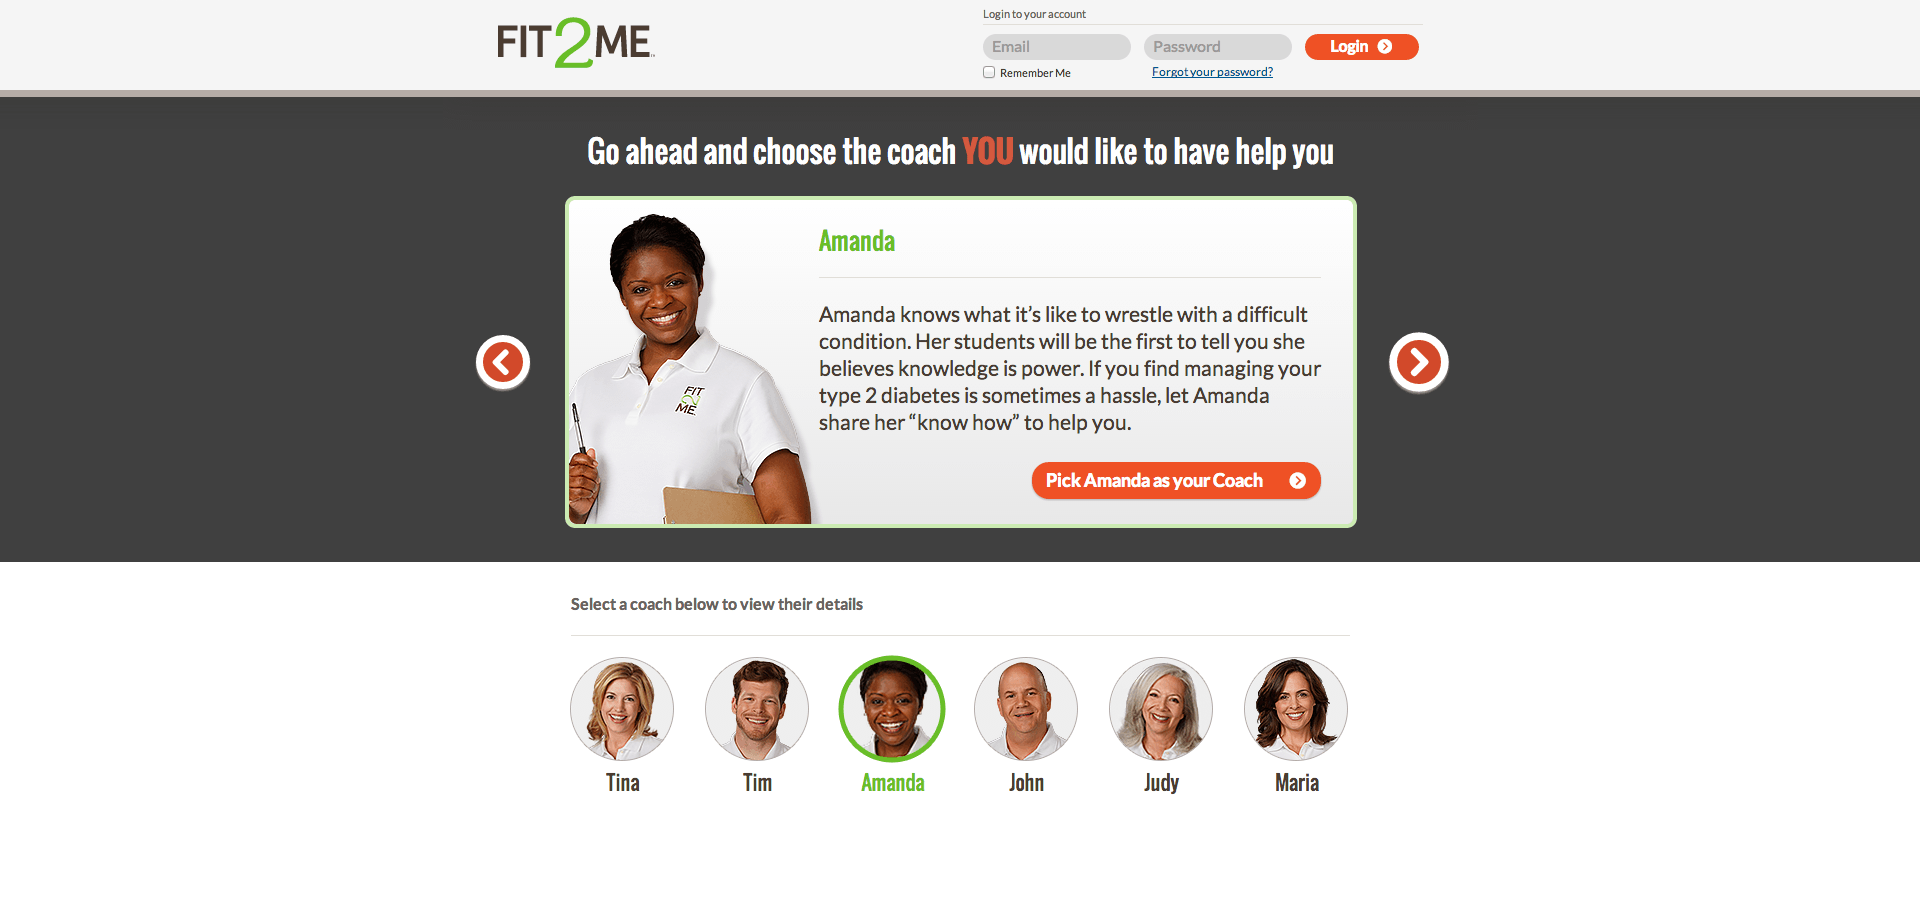 FIT2ME
Login to your account
Email
Password
Login
Remember Me
Forgot your password?
Go ahead and choose the coach YOU would like to have help you
Amanda
Amanda knows what it’s like to wrestle with a difficult
condition. Her students will be the first to tell you she
believes knowledge is power. If you find managing your
type 2 diabetes is sometimes a hassle, let Amanda
share her “know how” to help you.
FIT
2
ME
Pick Amanda as your Coach
Select a coach below to view their details
Tina
Tim
Amanda
John
Judy
Maria